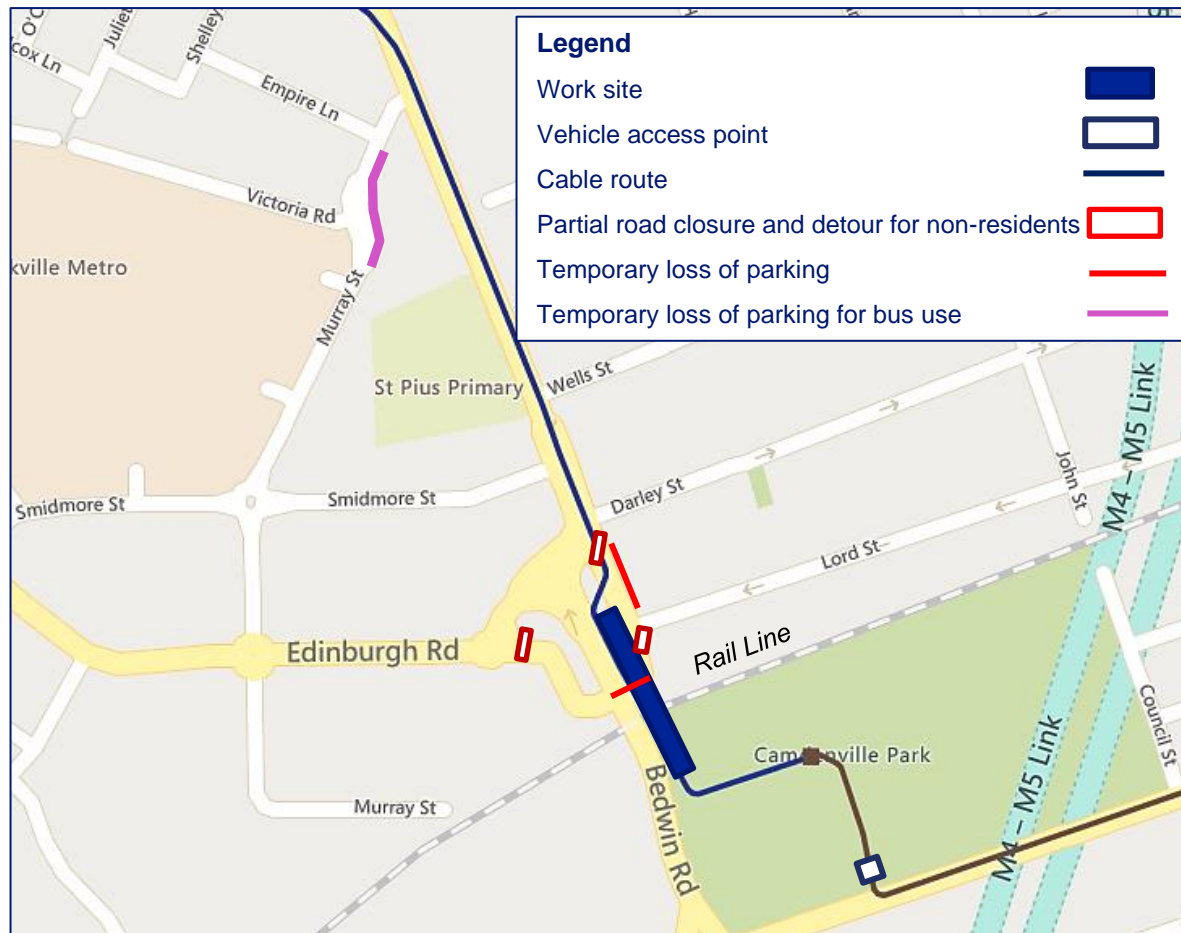 O'C
Juliet
Shelley
cox Ln
Empire Ln
Victoria Rd
kville Metro
Murray St
St Pius Primary
Wells St
Smidmore St
Smidmore St
Darley St
John St
M4 – M5 Link
Lord St
Edinburgh Rd
Rail Line
Camdenville Park
Council St
M4 – M5 Link
Bedwin Rd
Murray St
Legend
Work site
Vehicle access point
Cable route
Partial road closure and detour for non-residents
Temporary loss of parking
Temporary loss of parking for bus use